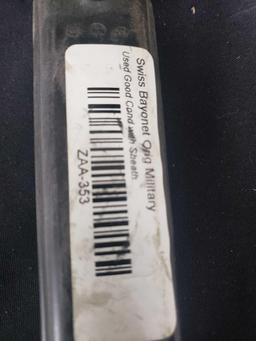 Swiss Bayonet Orig Military
Used Good Cond with Sheath
ZAA-353